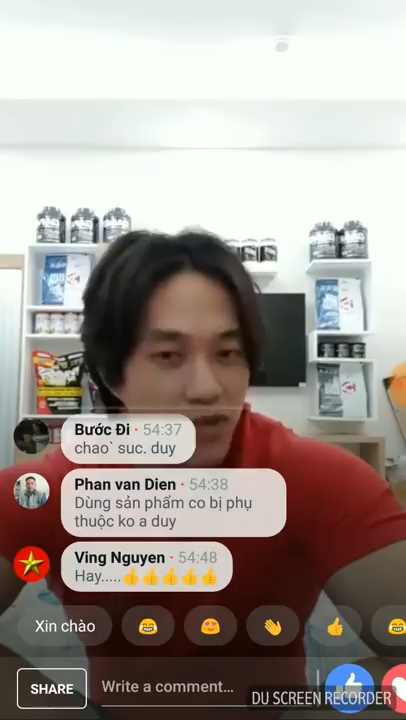 Bước Đi · 54:37
chao` suc. duy
Phan van Dien · 54:38
Dùng sản phẩm co bị phụ
thuộc ko a duy
Ving Nguyen · 54:48
Hay.....👍👍👍👍👍
Xin chào
SHARE
Write a comment...
DU SCREEN RECORDER